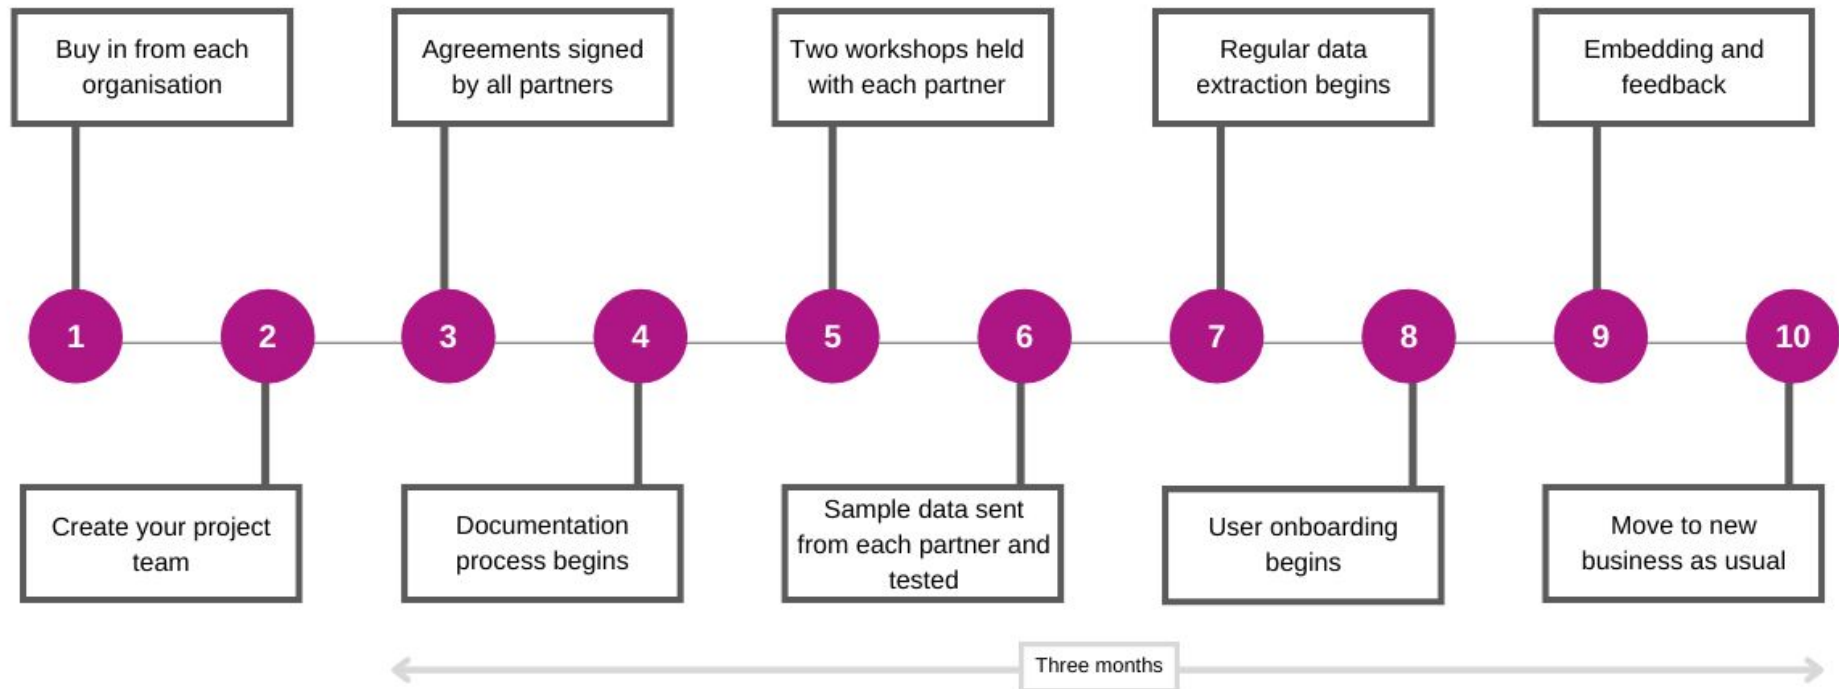 Buy in from each
organisation
Agreements signed
by all partners
Two workshops held
with each partner
Regular data
extraction begins
Embedding and
feedback
1
2
3
4
5
6
7
8
9
10
Create your project
team
Documentation
process begins
Sample data sent
from each partner and
tested
User onboarding
begins
Move to new
business as usual
Three months